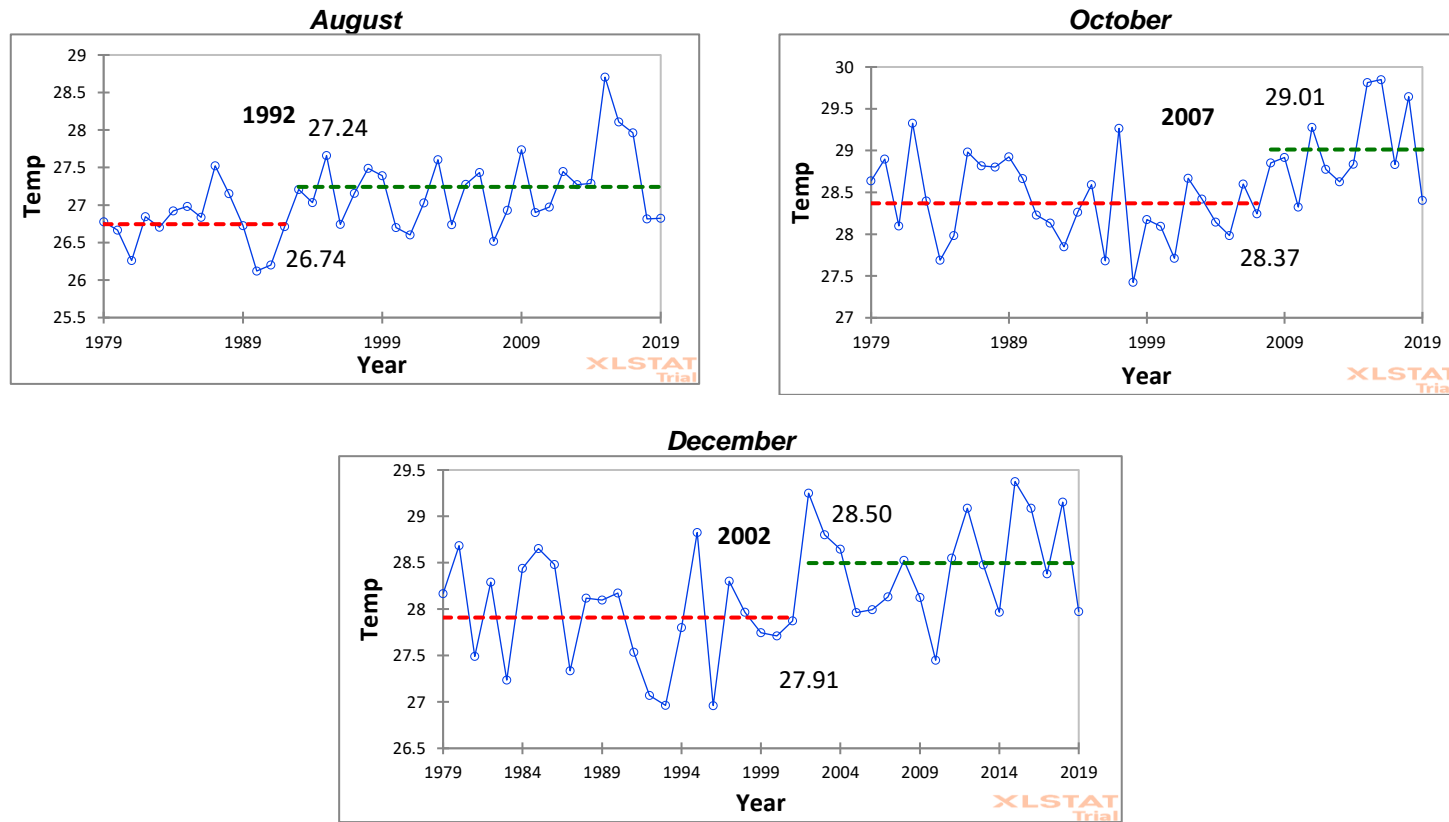 August
29
28.5
28
27.5
27
26.5
26
25.5
Temp
1992
27.24
26.74
1979 1989 1999 2009 2019
Year
XLSTAT
Trial
October
30
29.5
29
28.5
28
27.5
27
Temp
2007
29.01
28.37
1979 1989 1999 2009 2019
Year
XLSTAT
Trial
December
29.5
29
28.5
28
27.5
27
26.5
Temp
2002
28.50
27.91
1979 1984 1989 1994 1999 2004 2009 2014 2019
Year
XLSTAT
Trial